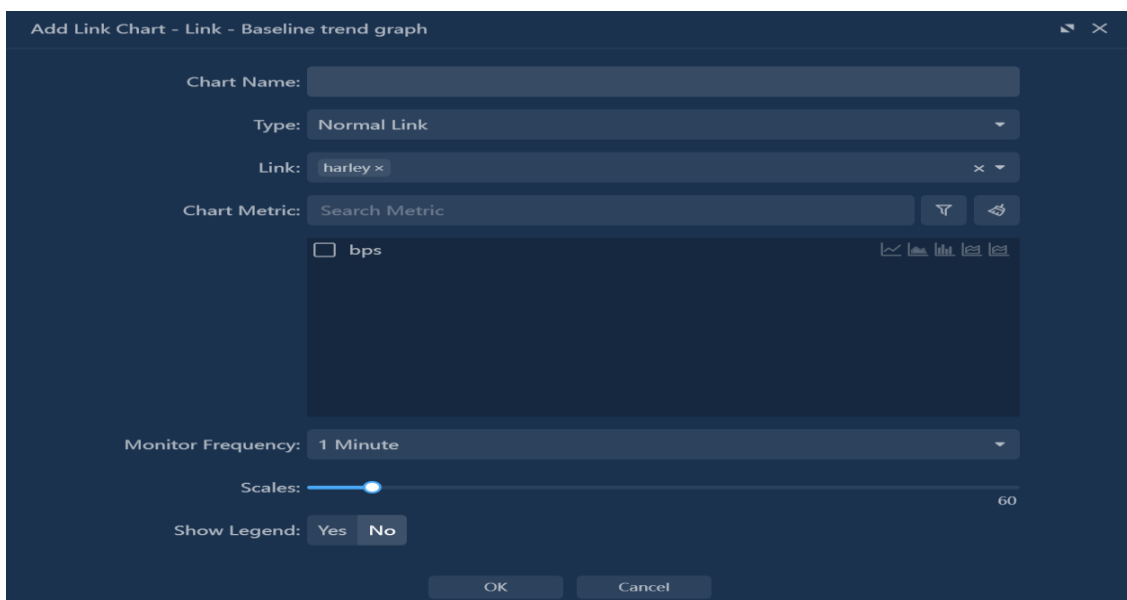 Add Link Chart - Link - Baseline trend graph
Chart Name:
Type: Normal Link
Link: harley ×
Chart Metric: Search Metric
bps
Monitor Frequency: 1 Minute
Scales:
60
Show Legend: Yes No
OK Cancel